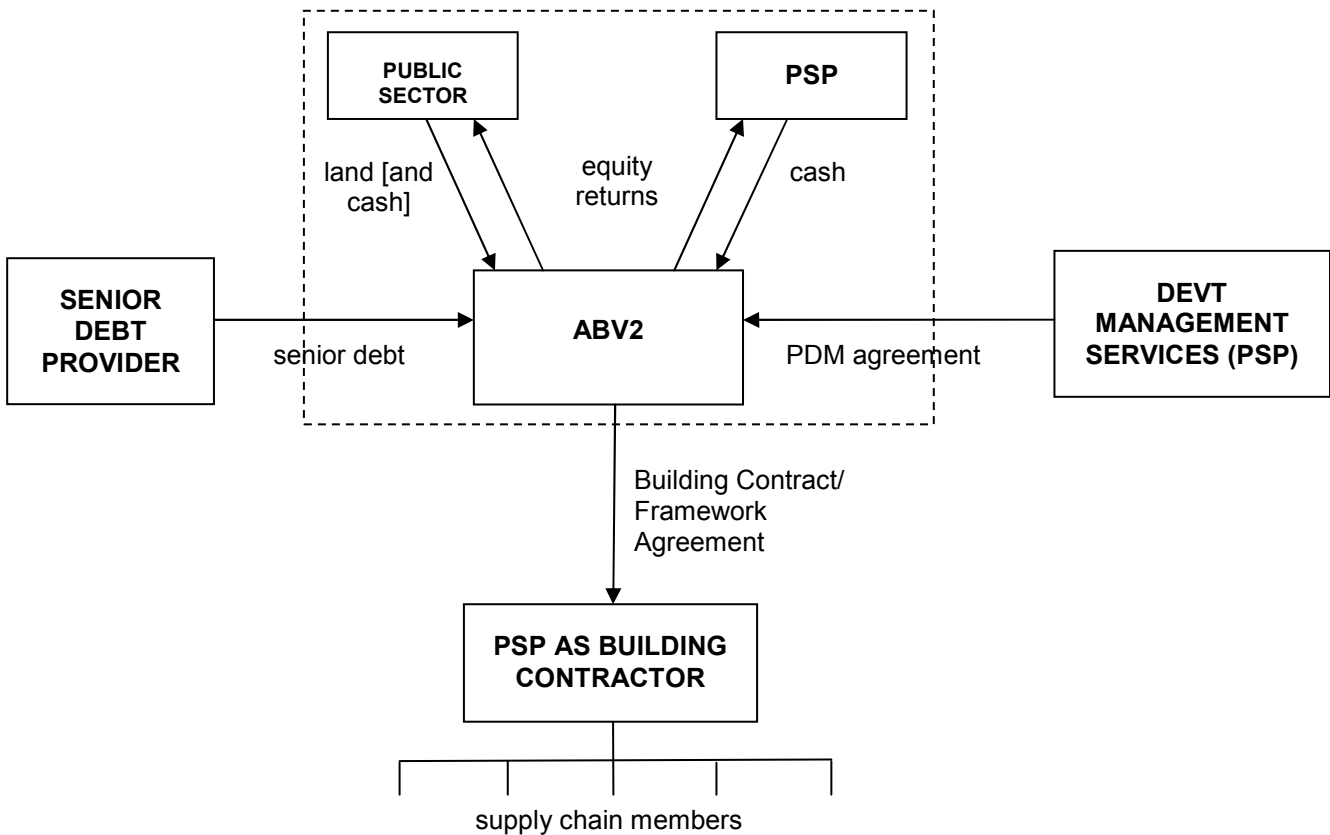 PUBLIC
SECTOR
PSP
land [and
cash]
equity
returns
cash
SENIOR
DEBT
PROVIDER
senior debt
ABV2
PDM agreement
DEVT
MANAGEMENT
SERVICES (PSP)
Building Contract/
Framework
Agreement
PSP AS BUILDING
CONTRACTOR
supply chain members